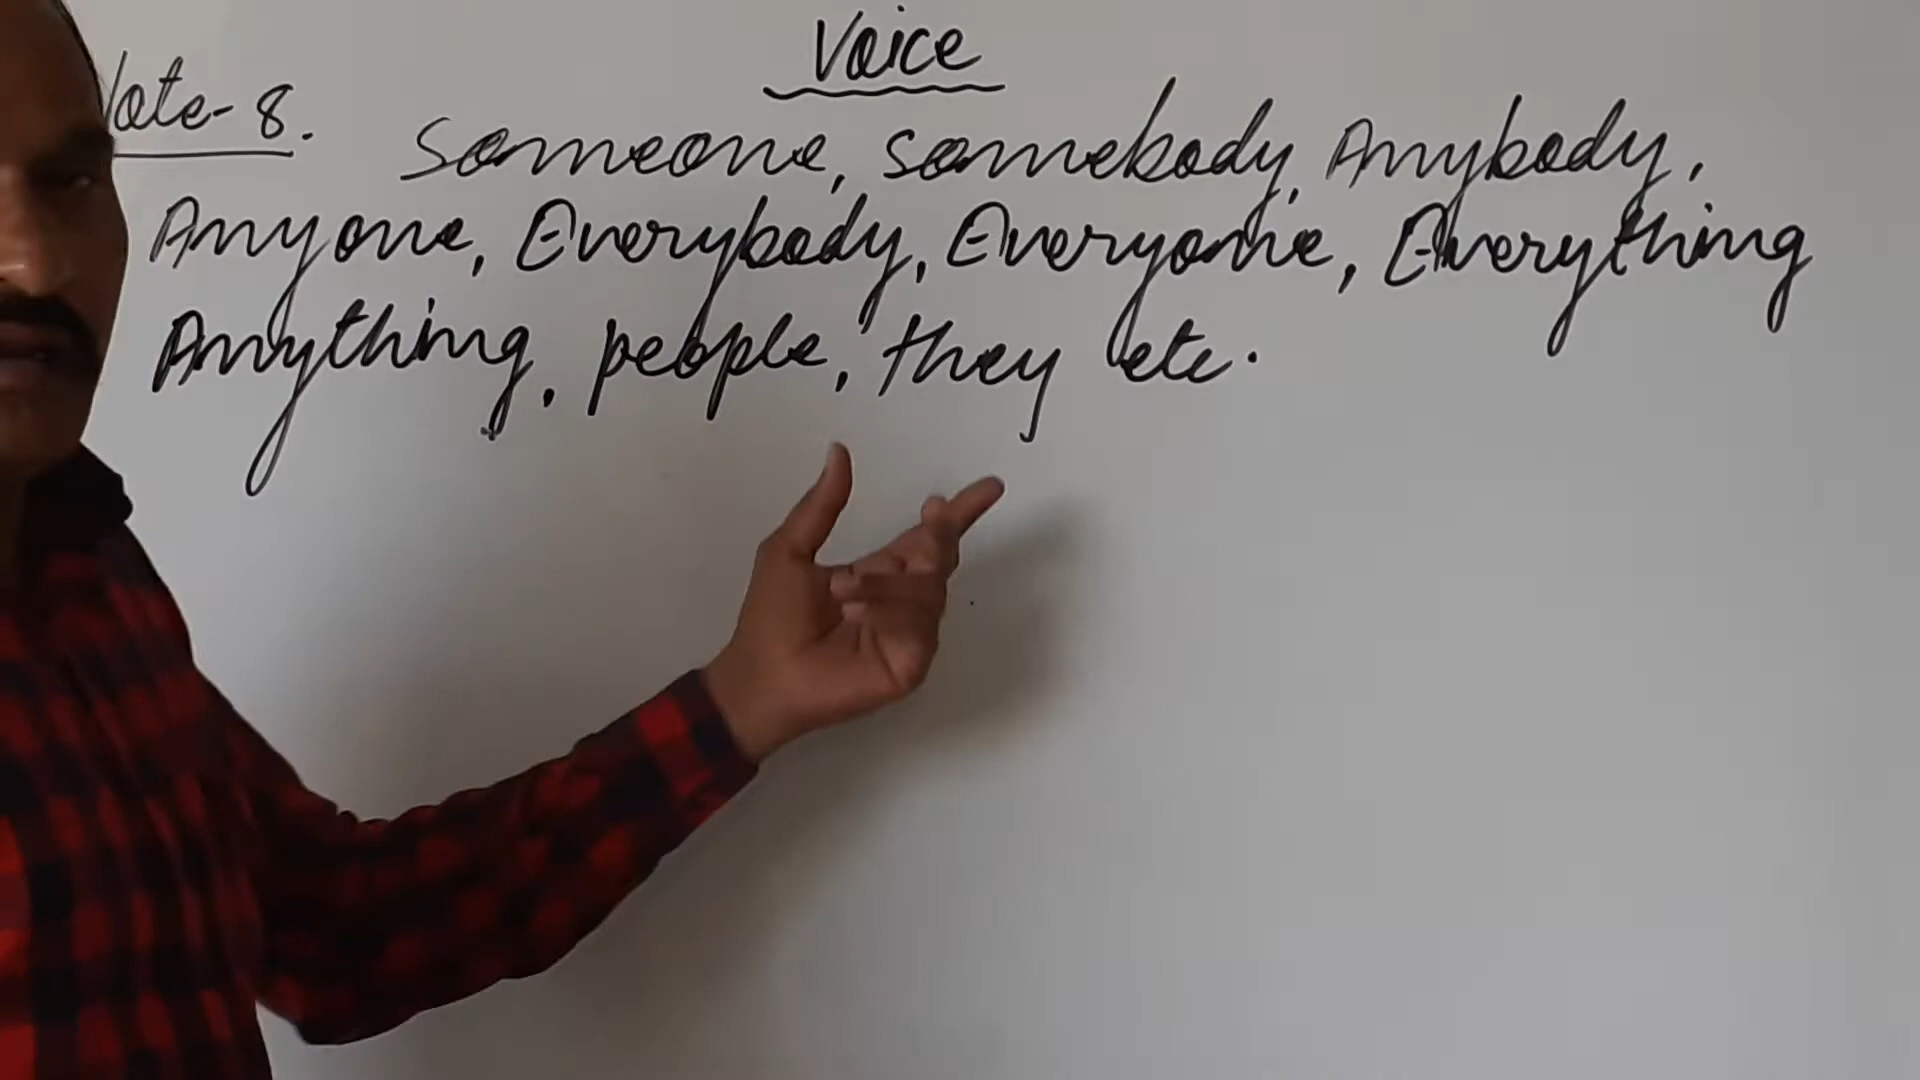 Voice
Note-8.
Someone, somebody, Anybody,
Anyone, Everybody, Everyone, Everything
Anything, people, they etc.